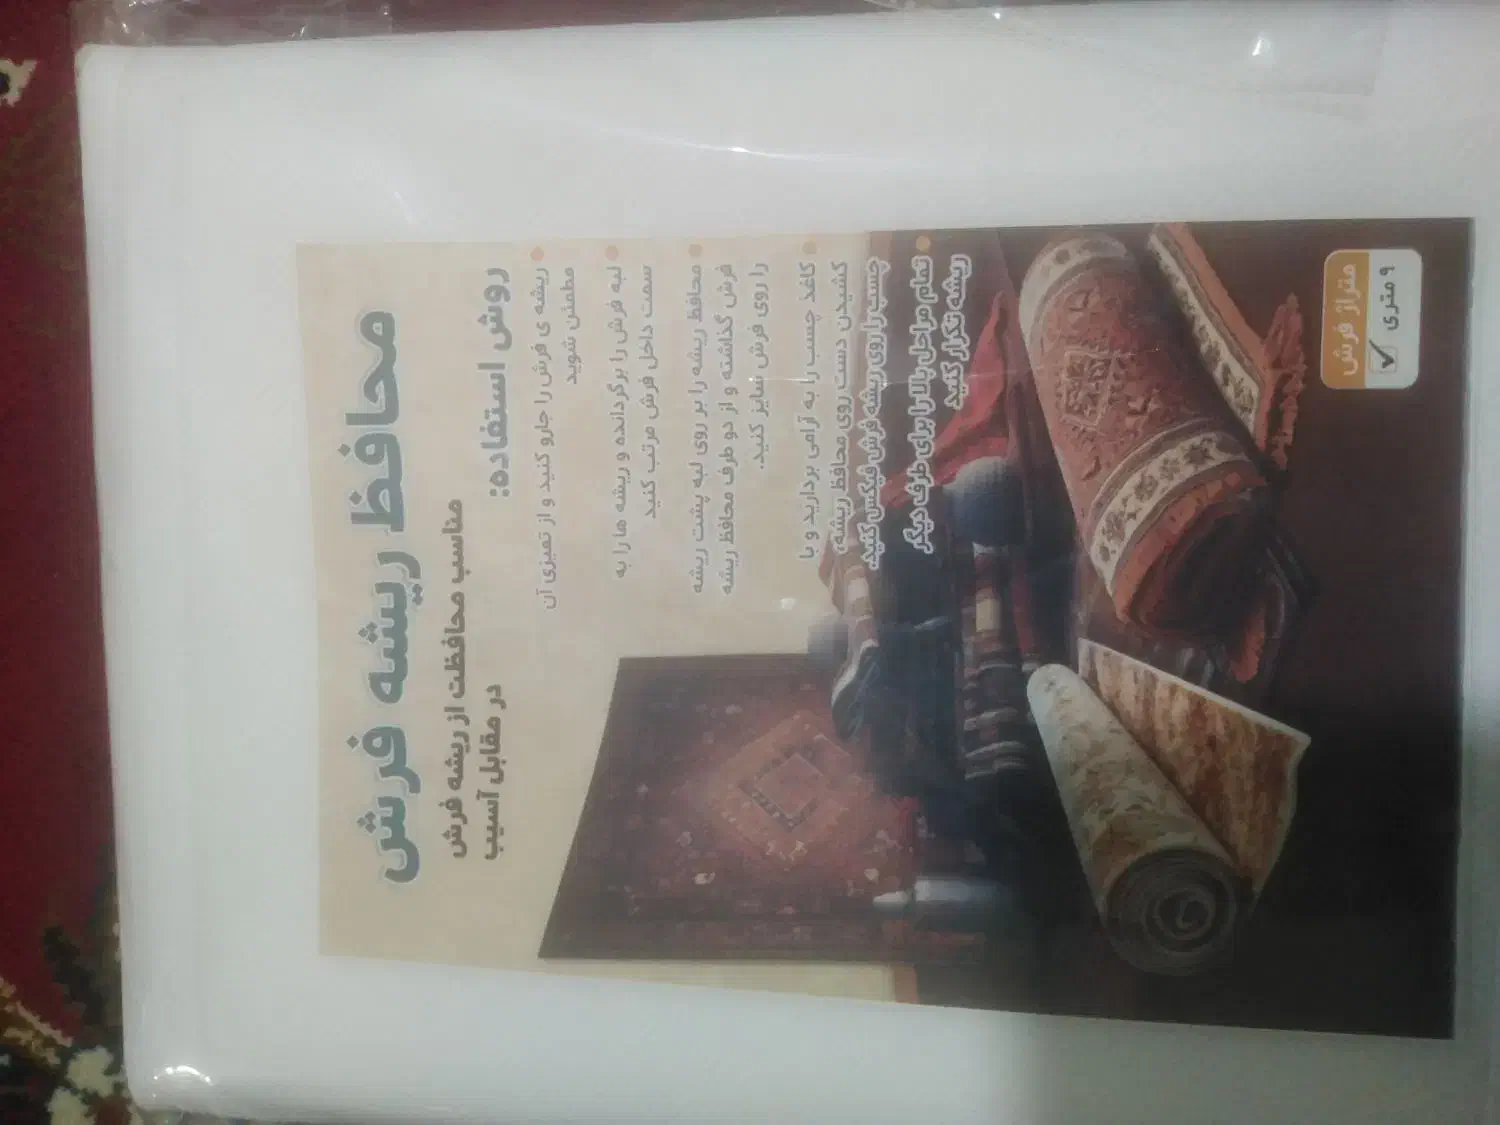 محافظ ریشه فرش
مناسب محافظت از ریشه فرش
در مقابل آسیب
روش استفاده:
ریشه ی فرش را جارو کنید و از تمیزی آن
مطمئن شوید
لبه فرش را برگردانده و ریشه ها را به
سمت داخل فرش مرتب کنید
محافظ ریشه را بر روی لبه پشت ریشه
فرش گذاشته و از دو طرف محافظ ریشه
را روی فرش سایز کنید.
کاغذ چسب را به آرامی بردارید و با
کشیدن دست روی محافظ ریشه،
چسب را روی ریشه فرش فیکس کنید.
تمام مراحل بالا را برای طرف دیگر
ریشه تکرار کنید
متراژ فرش
۹ متری